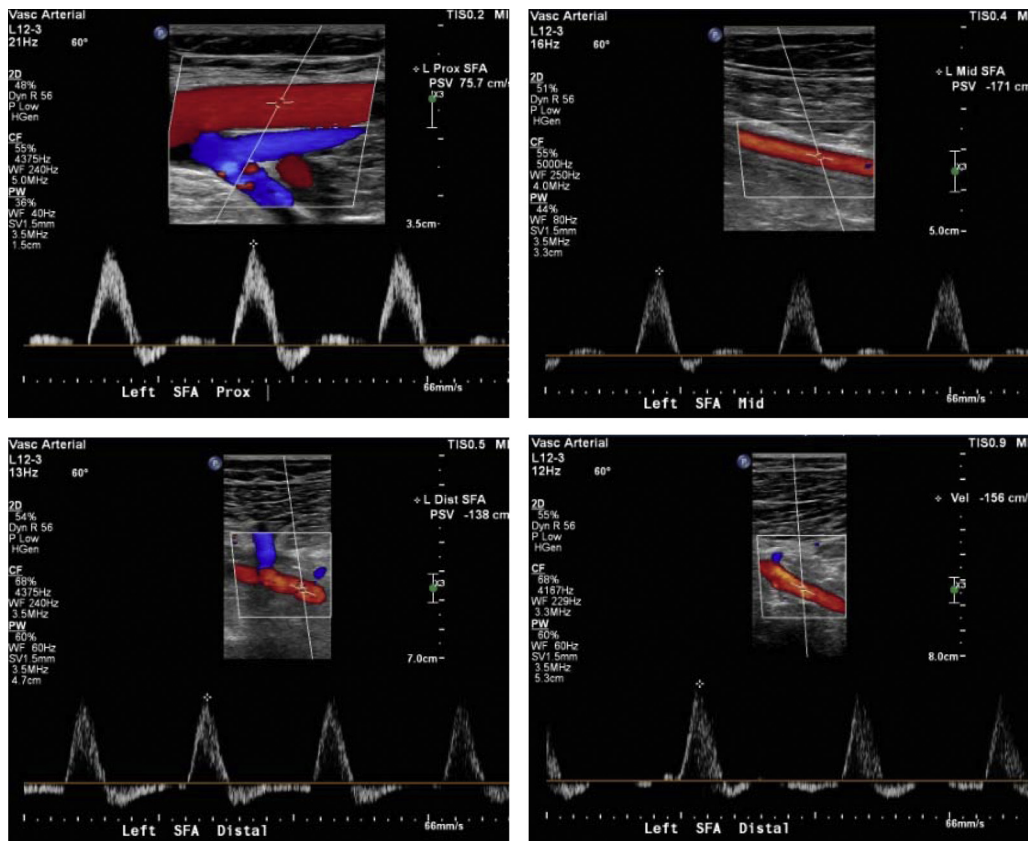 Vasc Arterial
TIS0.2 MI
L12-3
21Hz 60°
2D
48%
Dyn R 56
P Low
HGen
CF
55%
4375Hz
WF 240Hz
5.0MHz
PW
36%
WF 40Hz
SV1.5mm
3.5MHz
1.5cm
L Prox SFA
PSV 75.7 cm/s
x3
3.5cm
66mm/s
Left SFA Prox
Vasc Arterial
TIS0.4 MI
L12-3
16Hz 60°
2D
51%
Dyn R 56
P Low
HGen
CF
55%
5000Hz
WF 250Hz
4.0MHz
PW
44%
WF 80Hz
SV1.5mm
3.5MHz
3.3cm
L Mid SFA
PSV -171 cm
x3
5.0cm
66mm/s
Left SFA Mid
Vasc Arterial
TIS0.5 MI
L12-3
13Hz 60°
2D
54%
Dyn R 56
P Low
HGen
CF
68%
4375Hz
WF 240Hz
3.5MHz
PW
60%
WF 60Hz
SV1.5mm
3.5MHz
4.7cm
L Dist SFA
PSV -138 cm
x3
7.0cm
66mm/s
Left SFA Distal
Vasc Arterial
TIS0.9 MI
L12-3
12Hz 60°
2D
55%
Dyn R 56
P Low
HGen
CF
68%
4167Hz
WF 229Hz
3.3MHz
PW
60%
WF 60Hz
SV1.5mm
3.5MHz
5.3cm
Vel -156 cm/
x3
8.0cm
66mm/s
Left SFA Distal